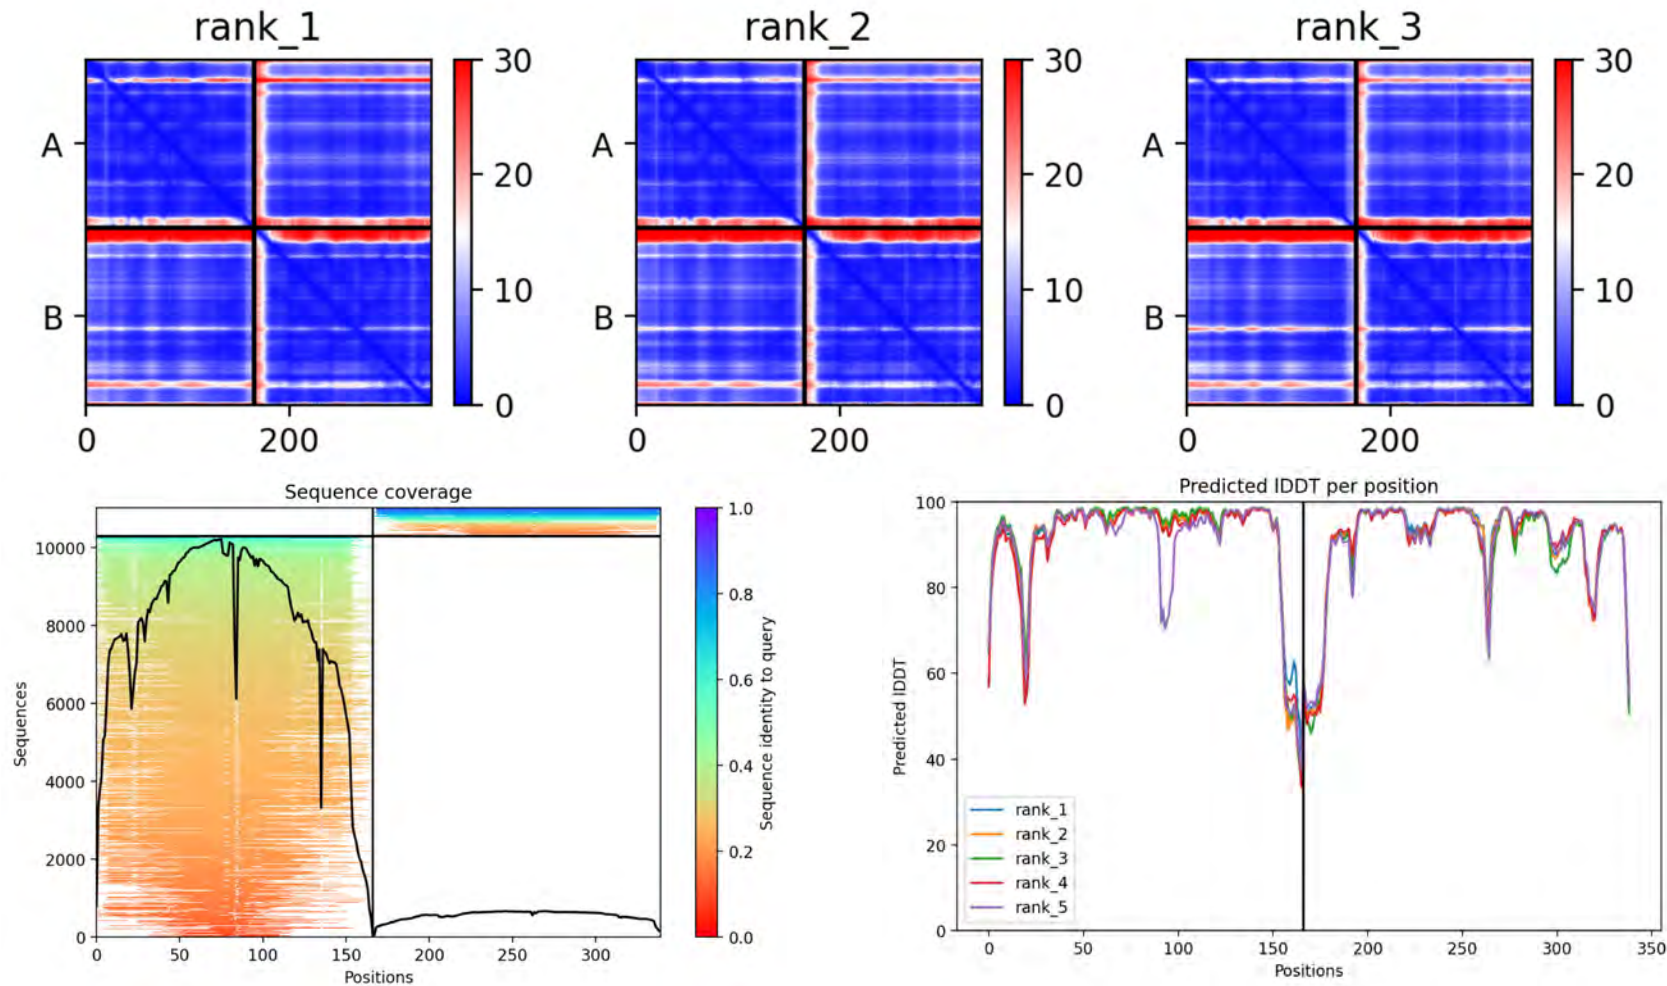 rank_1
rank_2
rank_3
A
B
0
200
30
20
10
0
A
B
0
200
30
20
10
0
A
B
0
200
30
20
10
0
Sequence coverage
Sequences
10000
8000
6000
4000
2000
0
0
50
100
150
200
250
300
Positions
1.0
0.8
0.6
0.4
0.2
0.0
Sequence identity to query
Predicted lDDT per position
Predicted lDDT
100
80
60
40
20
0
rank_1
rank_2
rank_3
rank_4
rank_5
0
50
100
150
200
250
300
350
Positions